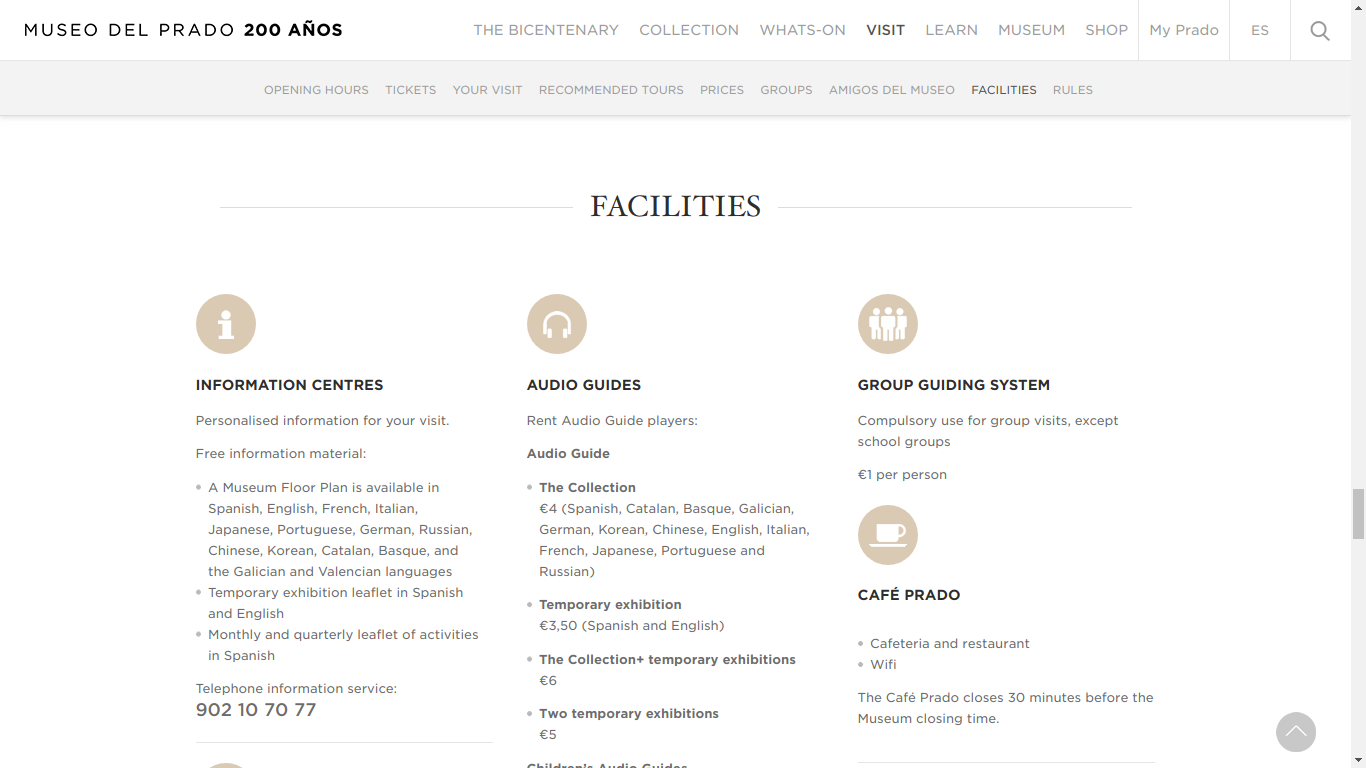 MUSEO DEL PRADO 200 AÑOS
THE BICENTENARY COLLECTION WHATS-ON VISIT LEARN MUSEUM SHOP My Prado ES
OPENING HOURS TICKETS YOUR VISIT RECOMMENDED TOURS PRICES GROUPS AMIGOS DEL MUSEO FACILITIES RULES
FACILITIES
INFORMATION CENTRES
Personalised information for your visit.
Free information material:
A Museum Floor Plan is available in
Spanish, English, French, Italian,
Japanese, Portuguese, German, Russian,
Chinese, Korean, Catalan, Basque, and
the Galician and Valencian languages
Temporary exhibition leaflet in Spanish
and English
Monthly and quarterly leaflet of activities
in Spanish
Telephone information service:
902 10 70 77
AUDIO GUIDES
Rent Audio Guide players:
Audio Guide
The Collection
€4 (Spanish, Catalan, Basque, Galician,
German, Korean, Chinese, English, Italian,
French, Japanese, Portuguese and
Russian)
Temporary exhibition
€3,50 (Spanish and English)
The Collection+ temporary exhibitions
€6
Two temporary exhibitions
€5
Children's Audio Guides
GROUP GUIDING SYSTEM
Compulsory use for group visits, except
school groups
€1 per person
CAFÉ PRADO
Cafeteria and restaurant
Wifi
The Café Prado closes 30 minutes before the
Museum closing time.